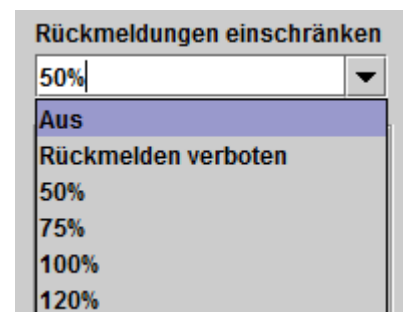 Rückmeldungen einschränken
50%
Aus
Rückmelden verboten
50%
75%
100%
120%